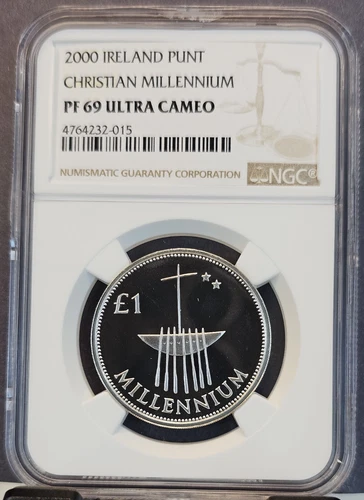 2000 IRELAND PUNT
CHRISTIAN MILLENNIUM
PF 69 ULTRA CAMEO
4764232-015
NUMISMATIC GUARANTY CORPORATION
NGC®
£1
MILLENNIUM